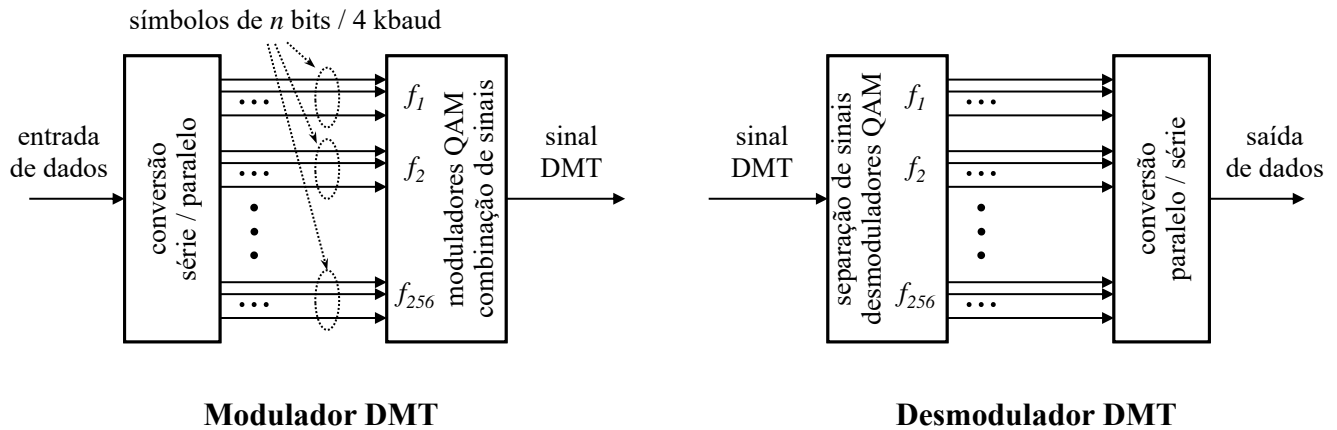 símbolos de n bits / 4 kbaud
entrada
de dados
conversão
série / paralelo
...
...
...
f1
f2
f256
moduladores QAM
combinação de sinais
sinal
DMT
Modulador DMT
sinal
DMT
separação de sinais
desmoduladores QAM
f1
f2
f256
...
...
...
conversão
paralelo / série
saída
de dados
Desmodulador DMT